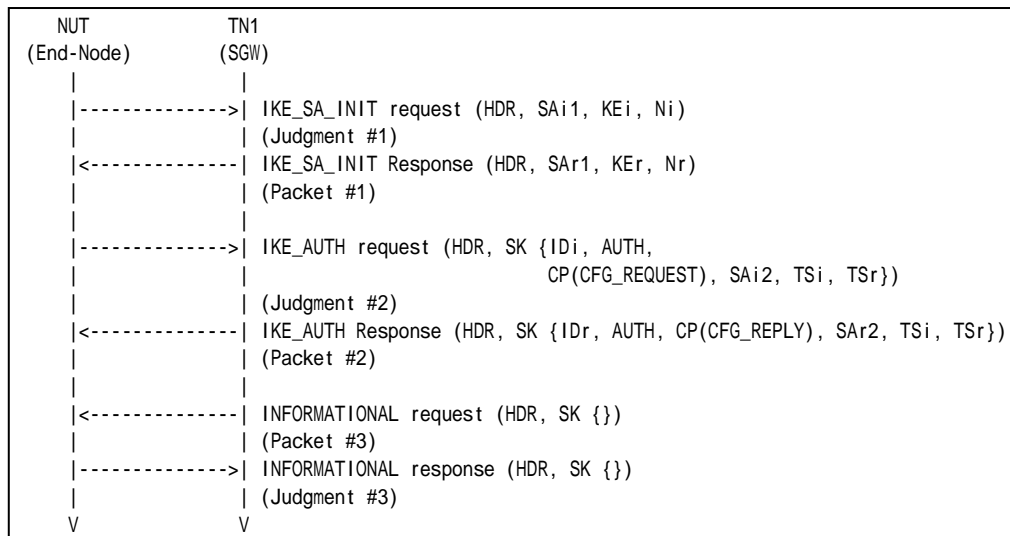 NUT TN1
(End-Node) (SGW)
| |
|-------------->| IKE_SA_INIT request (HDR, SAi1, KEi, Ni)
| | (Judgment #1)
|<--------------| IKE_SA_INIT Response (HDR, SAr1, KEr, Nr)
| | (Packet #1)
| |
|-------------->| IKE_AUTH request (HDR, SK {IDi, AUTH,
| | CP(CFG_REQUEST), SAi2, TSi, TSr})
| | (Judgment #2)
|<--------------| IKE_AUTH Response (HDR, SK {IDr, AUTH, CP(CFG_REPLY), SAr2, TSi, TSr})
| | (Packet #2)
| |
|<--------------| INFORMATIONAL request (HDR, SK {})
| | (Packet #3)
|-------------->| INFORMATIONAL response (HDR, SK {})
| | (Judgment #3)
V V